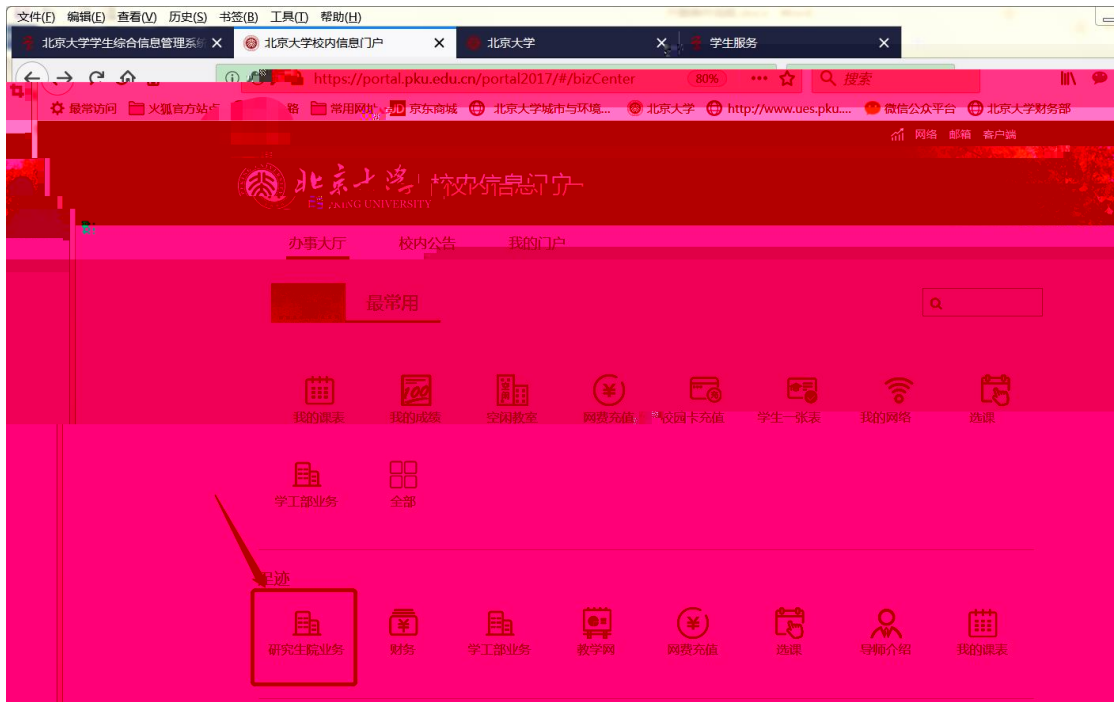 文件(F) 编辑(E) 查看(V) 历史(S) 书签(B) 工具(T) 帮助(H)
北京大学学生综合信息管理系统 北京大学校内信息门户 北京大学 学生服务
https://portal.pku.edu.cn/portal2017/#/bizCenter 80% 搜索
最常访问 火狐官方站点 常用网址 JD 京东商城 北京大学城市与环境... 北京大学 http://www.ues.pku.... 微信公众平台 北京大学财务部
网络 邮箱 客户端
北京大学 校内信息门户
UNIVERSITY
办事大厅 校内公告 我的门户
最常用
我的课表 我的成绩 空闲教室 网费充值 校园卡充值 学生一张表 我的网络 选课
学工部业务 全部
足迹
研究生院业务 财务 学工部业务 教学网 网费充值 选课 导师介绍 我的课表